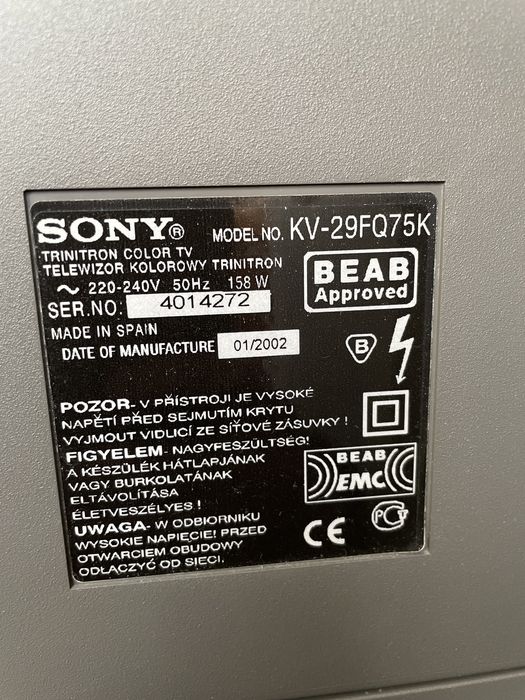 SONY®
MODEL NO. KV-29FQ75K
TRINITRON COLOR TV
TELEWIZOR KOLOROWY TRINITRON
~ 220-240V 50Hz 158 W
SER.NO. 4014272
MADE IN SPAIN
DATE OF MANUFACTURE 01/2002
BEAB
Approved
B
POZOR- V PŘÍSTROJI JE VYSOKÉ
NAPĚTÍ PŘED SEJMUTÍM KRYTU
VYJMOUT VIDLICÍ ZE SÍŤOVÉ ZÁSUVKY !
FIGYELEM- NAGYFESZÜLTSÉG!
A KÉSZÜLÉK HÁTLAPJÁNAK
VAGY BURKOLATÁNAK
ELTÁVOLÍTÁSA
ÉLETVESZÉLYES !
UWAGA- W ODBIORNIKU
WYSOKIE NAPIĘCIE! PRZED
OTWARCIEM OBUDOWY
ODŁĄCZYĆ OD SIECI.
BEAB
EMC
CE